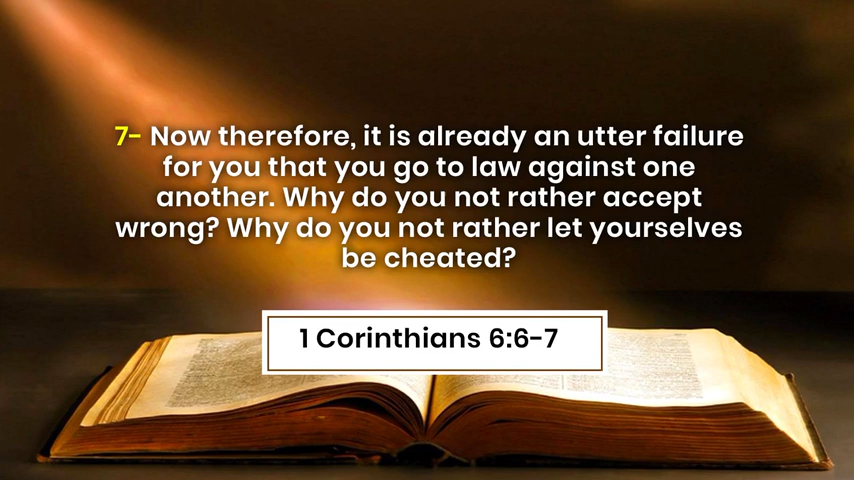 7- Now therefore, it is already an utter failure
for you that you go to law against one
another. Why do you not rather accept
wrong? Why do you not rather let yourselves
be cheated?
1 Corinthians 6:6-7